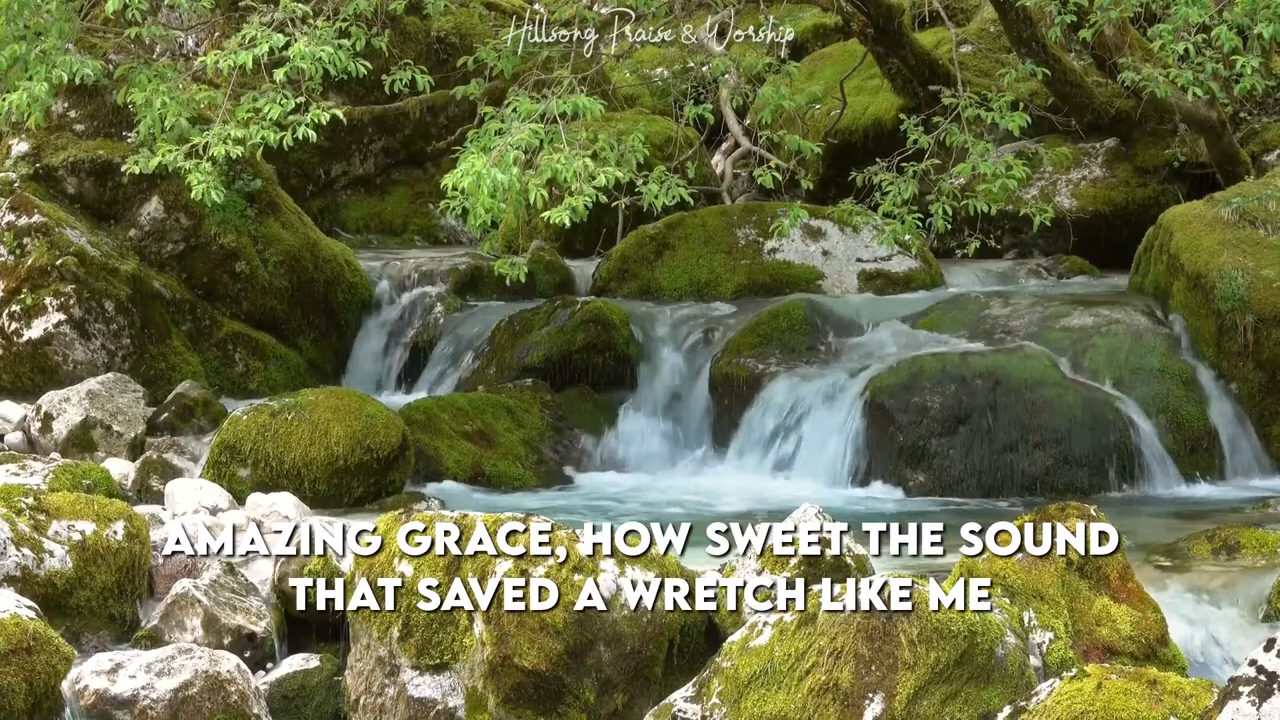 Hillsong Praise & Worship
AMAZING GRACE, HOW SWEET THE SOUND
THAT SAVED A WRETCH LIKE ME